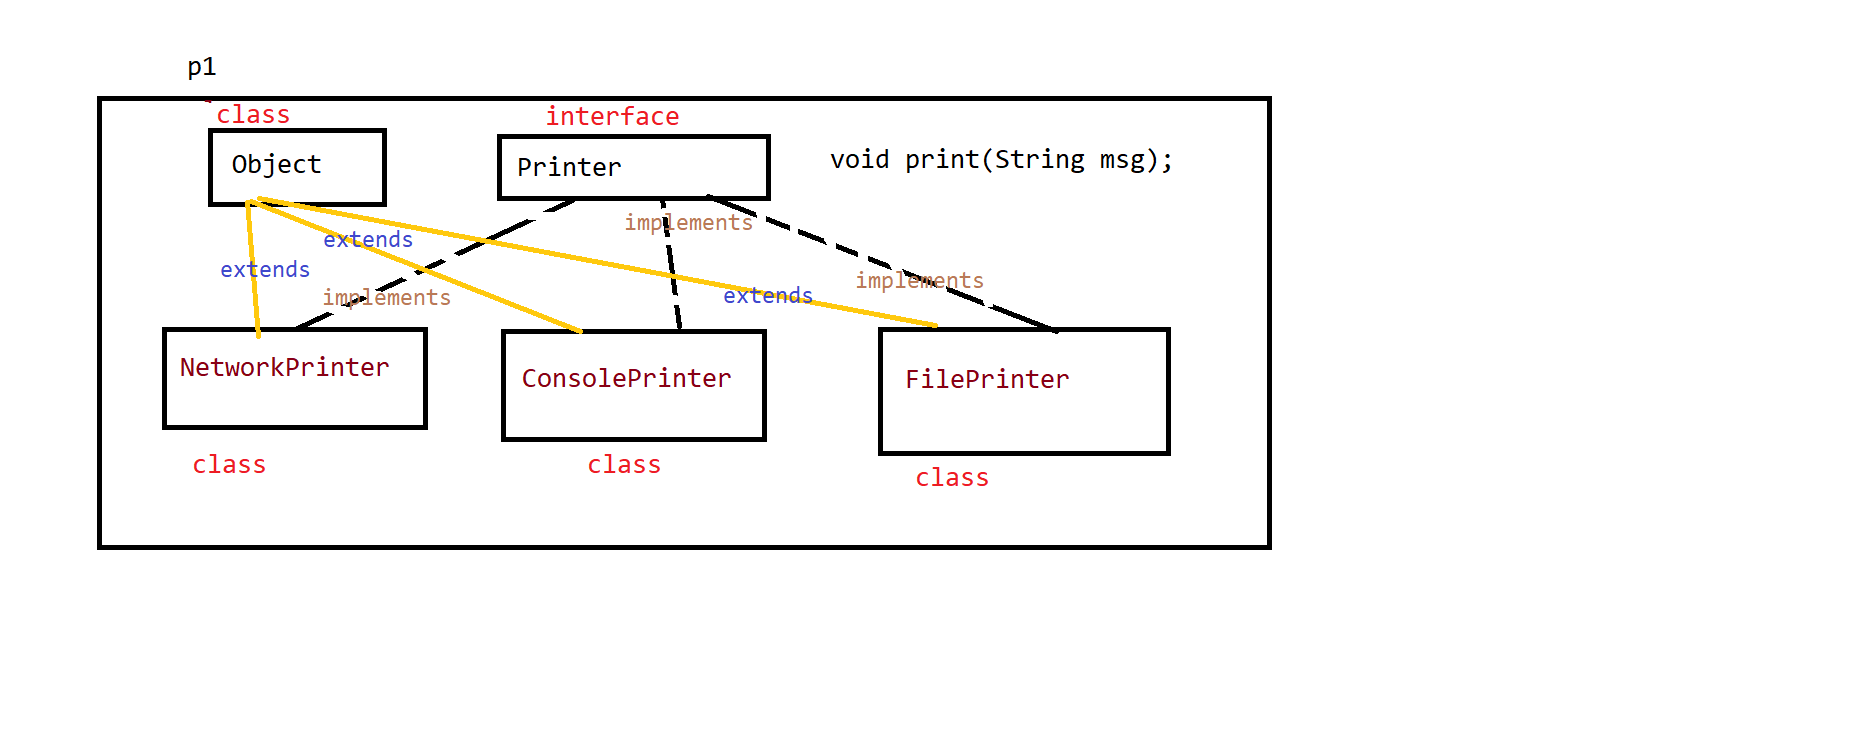 p1
class
interface
Object
Printer
void print(String msg);
implements
extends
extends
implements
implements
extends
NetworkPrinter
ConsolePrinter
FilePrinter
class
class
class